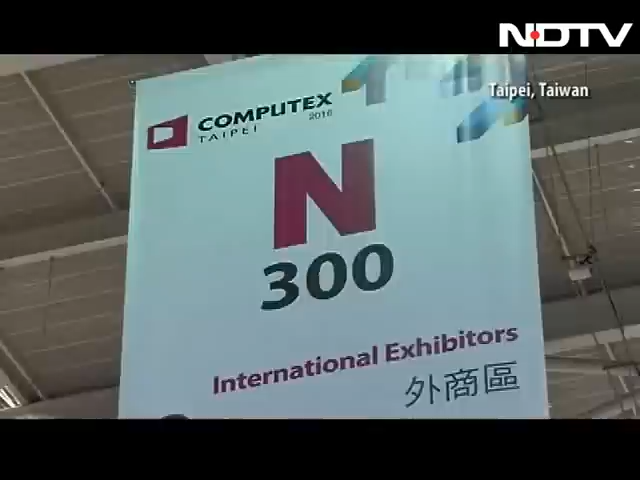 NDTV
Taipei, Taiwan
COMPUTEX
TAIPEI 2016
N
300
International Exhibitors
外商區